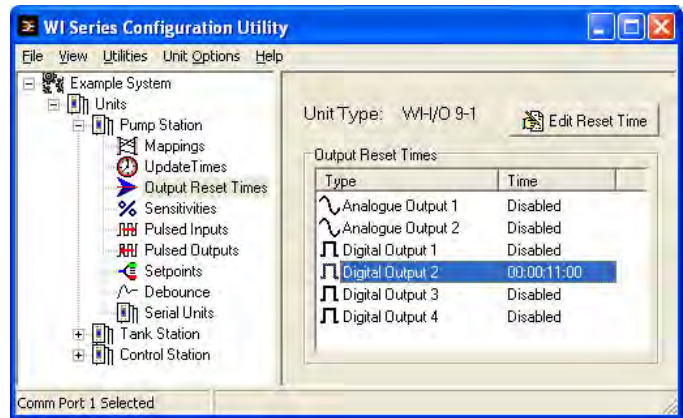 WI Series Configuration Utility
File View Utilities Unit Options Help
Example System
Units
Pump Station
Mappings
UpdateTimes
Output Reset Times
Sensitivities
Pulsed Inputs
Pulsed Outputs
Setpoints
Debounce
Serial Units
Tank Station
Control Station
Unit Type: WI-I/O 9-1
Edit Reset Time
Output Reset Times
Type Time
Analogue Output 1 Disabled
Analogue Output 2 Disabled
Digital Output 1 Disabled
Digital Output 2 00:00:11:00
Digital Output 3 Disabled
Digital Output 4 Disabled
Comm Port 1 Selected